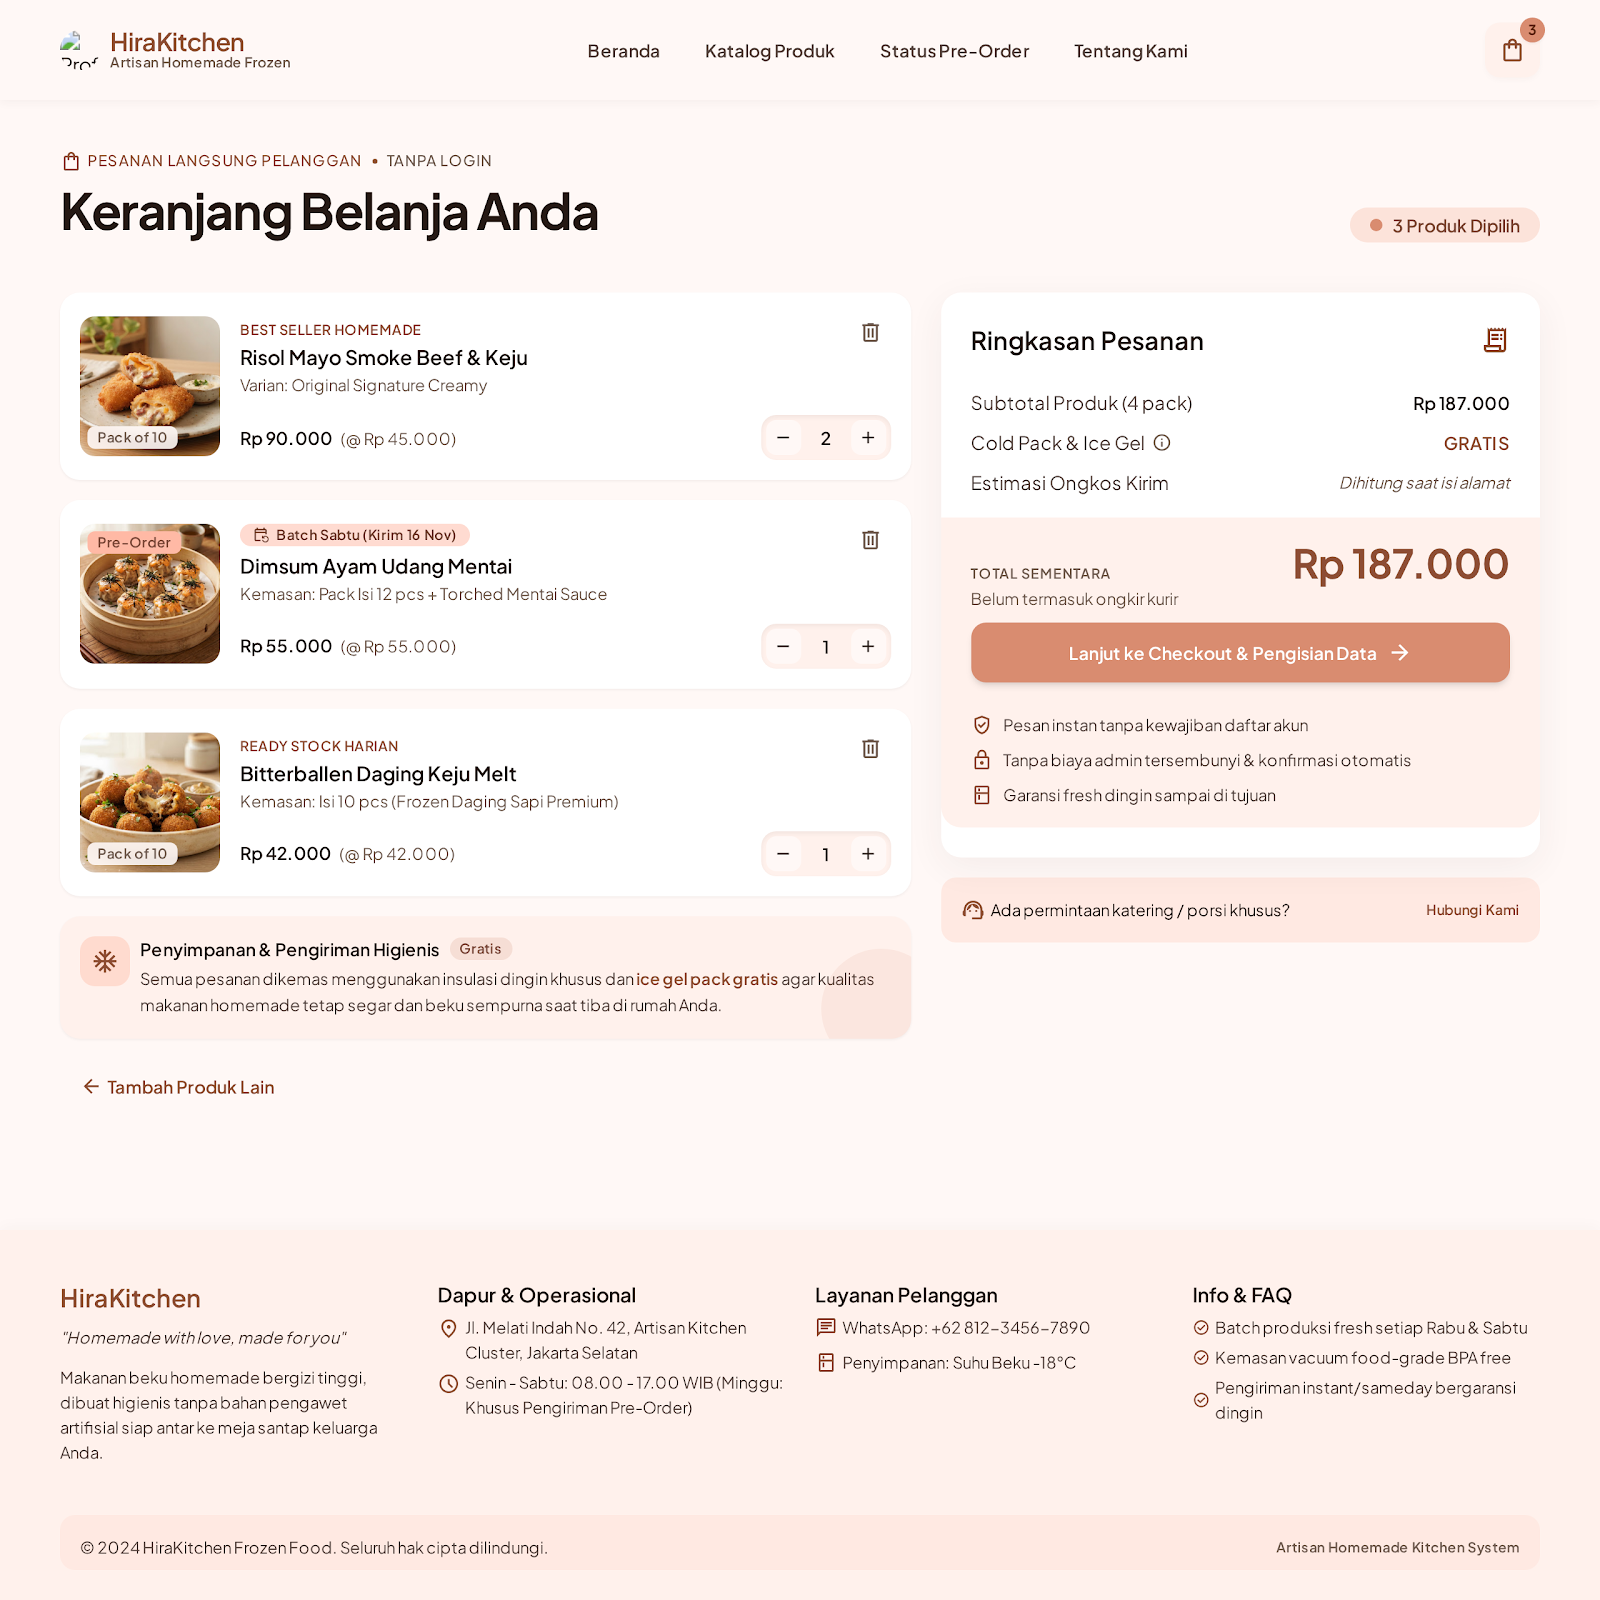 HiraKitchen
Artisan Homemade Frozen
Beranda
Katalog Produk
Status Pre-Order
Tentang Kami
3
PESANAN LANGSUNG PELANGGAN • TANPA LOGIN
Keranjang Belanja Anda
3 Produk Dipilih
BEST SELLER HOMEMADE
Risol Mayo Smoke Beef & Keju
Varian: Original Signature Creamy
Pack of 10
Rp 90.000 (@ Rp 45.000)
− 2 +
Pre-Order
Batch Sabtu (Kirim 16 Nov)
Dimsum Ayam Udang Mentai
Kemasan: Pack Isi 12 pcs + Torched Mentai Sauce
Rp 55.000 (@ Rp 55.000)
− 1 +
READY STOCK HARIAN
Bitterballen Daging Keju Melt
Kemasan: Isi 10 pcs (Frozen Daging Sapi Premium)
Pack of 10
Rp 42.000 (@ Rp 42.000)
− 1 +
Penyimpanan & Pengiriman Higienis Gratis
Semua pesanan dikemas menggunakan insulasi dingin khusus dan ice gel pack gratis agar kualitas
makanan homemade tetap segar dan beku sempurna saat tiba di rumah Anda.
← Tambah Produk Lain
Ringkasan Pesanan
Subtotal Produk (4 pack) Rp 187.000
Cold Pack & Ice Gel GRATIS
Estimasi Ongkos Kirim Dihitung saat isi alamat
TOTAL SEMENTARA
Belum termasuk ongkir kurir
Rp 187.000
Lanjut ke Checkout & Pengisian Data →
Pesan instan tanpa kewajiban daftar akun
Tanpa biaya admin tersembunyi & konfirmasi otomatis
Garansi fresh dingin sampai di tujuan
Ada permintaan katering / porsi khusus? Hubungi Kami
HiraKitchen
"Homemade with love, made for you"
Makanan beku homemade bergizi tinggi,
dibuat higienis tanpa bahan pengawet
artifisial siap antar ke meja santap keluarga
Anda.
Dapur & Operasional
Jl. Melati Indah No. 42, Artisan Kitchen
Cluster, Jakarta Selatan
Senin - Sabtu: 08.00 - 17.00 WIB (Minggu:
Khusus Pengiriman Pre-Order)
Layanan Pelanggan
WhatsApp: +62 812-3456-7890
Penyimpanan: Suhu Beku -18°C
Info & FAQ
Batch produksi fresh setiap Rabu & Sabtu
Kemasan vacuum food-grade BPA free
Pengiriman instant/sameday bergaransi
dingin
© 2024 HiraKitchen Frozen Food. Seluruh hak cipta dilindungi.
Artisan Homemade Kitchen System